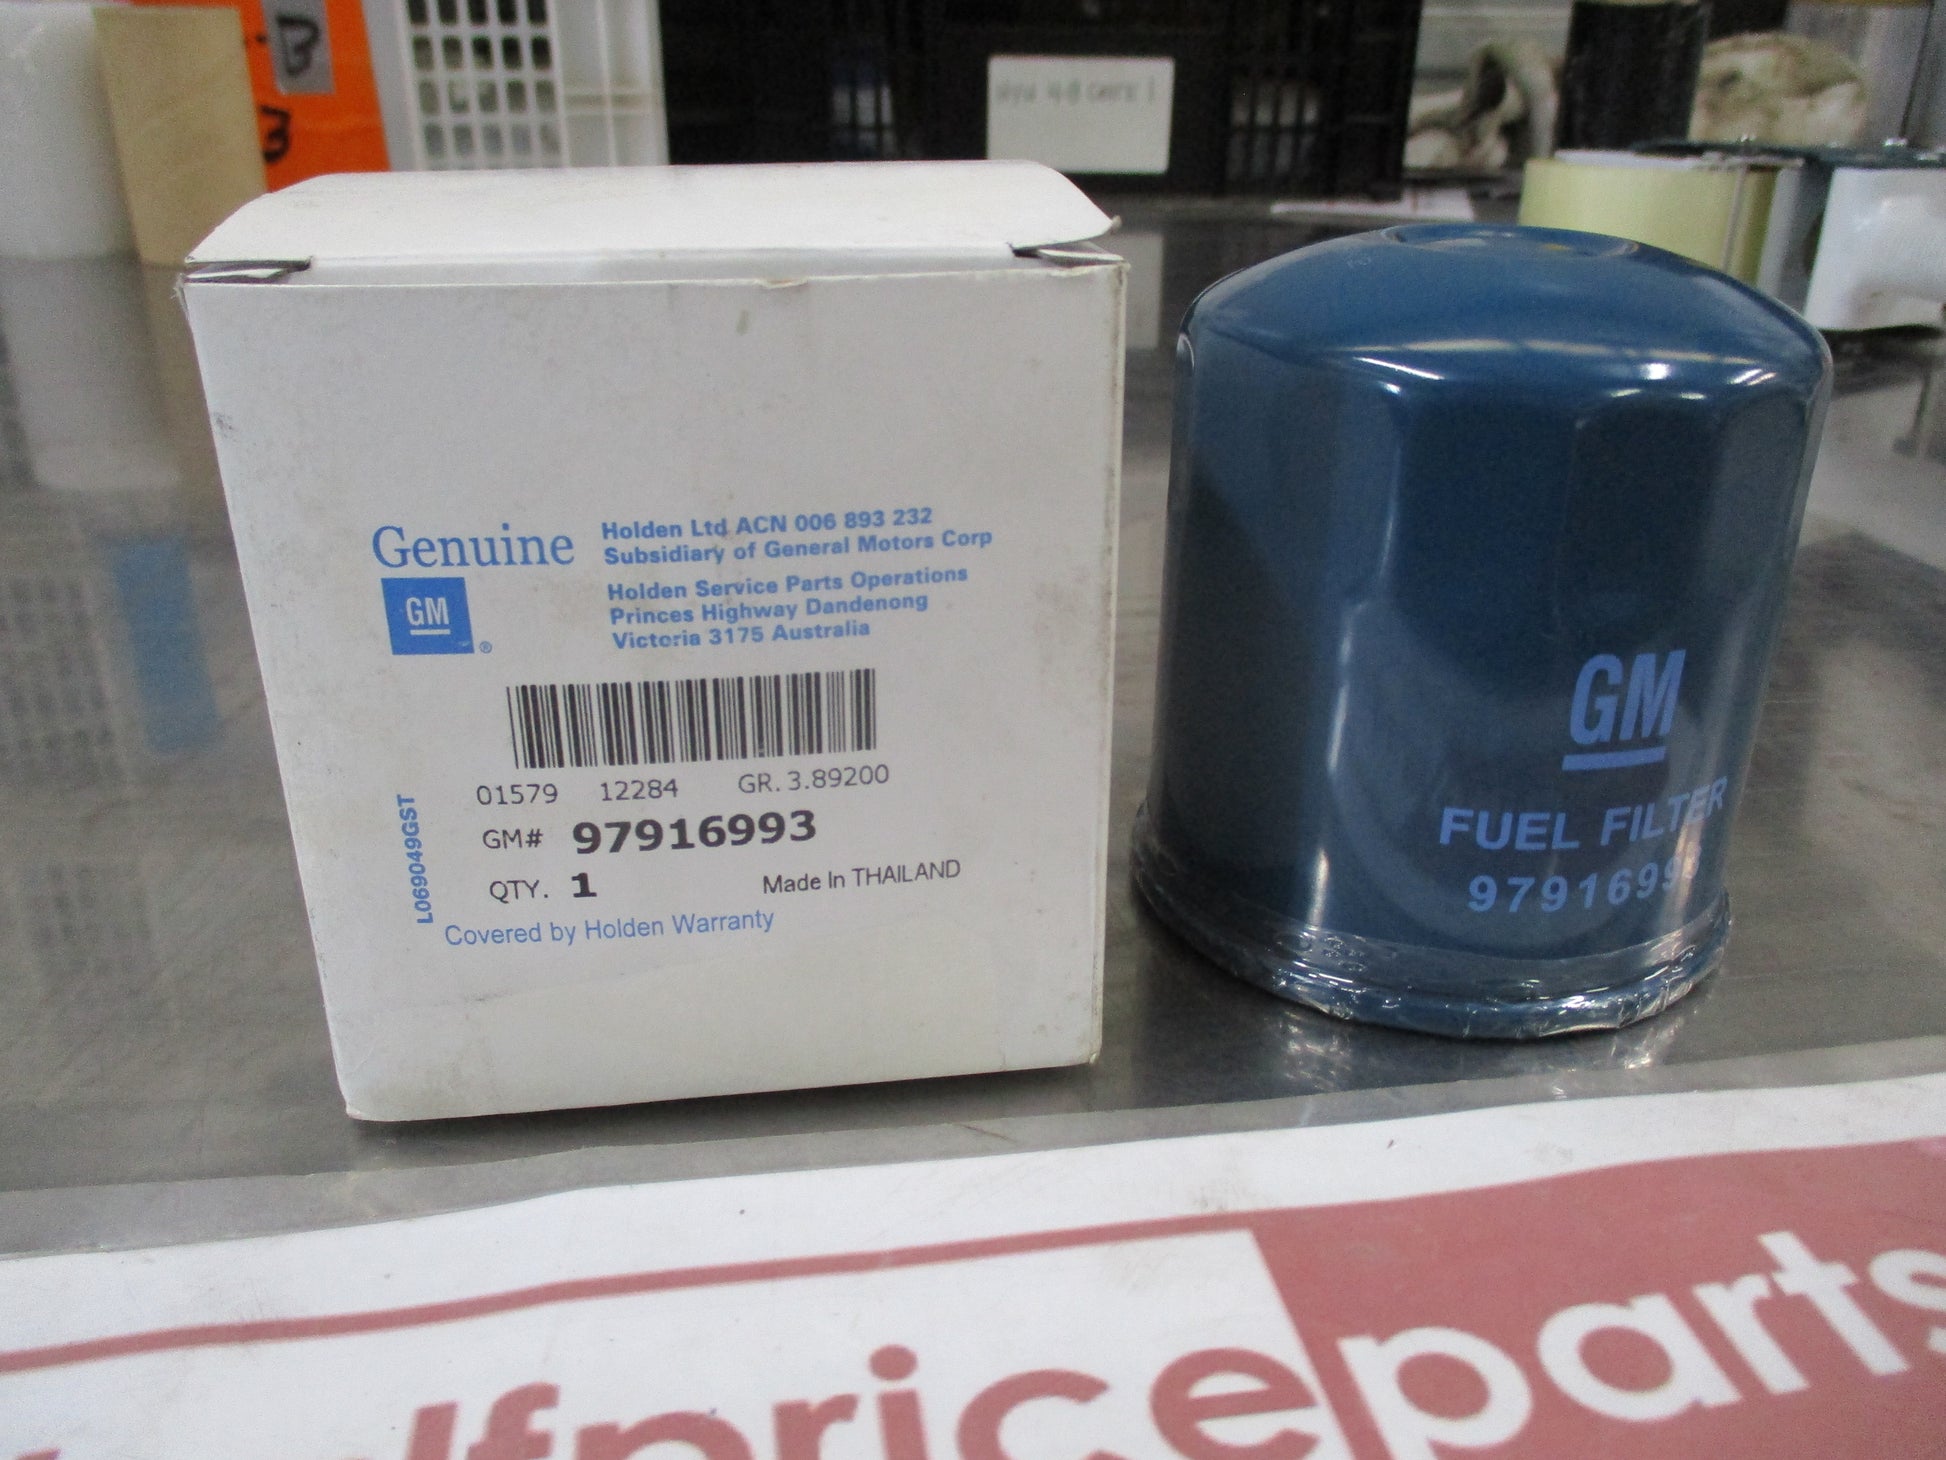 Genuine
GM
®
Holden Ltd ACN 006 893 232
Subsidiary of General Motors Corp
Holden Service Parts Operations
Princes Highway Dandenong
Victoria 3175 Australia
01579 12284 GR. 3.89200
GM# 97916993
QTY. 1 Made In THAILAND
Covered by Holden Warranty
L069049GST
GM
FUEL FILTER
97916993
fpriceparts